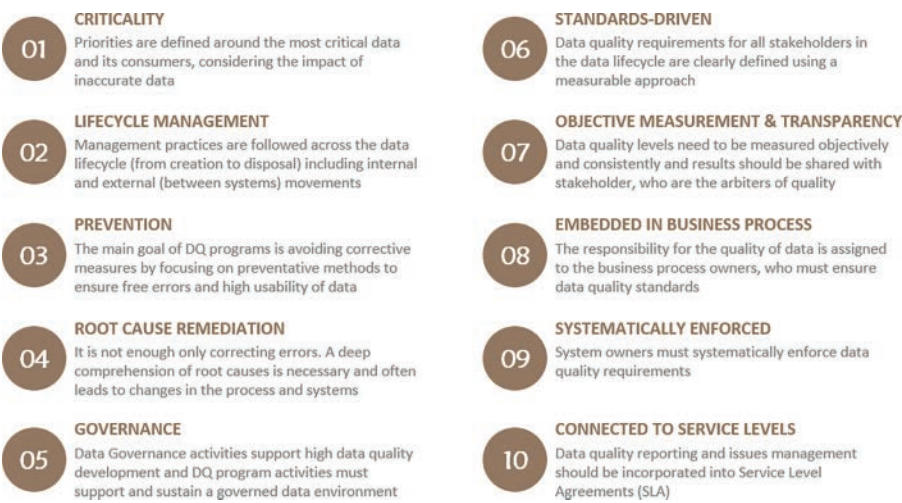 01
CRITICALITY
Priorities are defined around the most critical data
and its consumers, considering the impact of
inaccurate data
02
LIFECYCLE MANAGEMENT
Management practices are followed across the data
lifecycle (from creation to disposal) including internal
and external (between systems) movements
03
PREVENTION
The main goal of DQ programs is avoiding corrective
measures by focusing on preventative methods to
ensure free errors and high usability of data
04
ROOT CAUSE REMEDIATION
It is not enough only correcting errors. A deep
comprehension of root causes is necessary and often
leads to changes in the process and systems
05
GOVERNANCE
Data Governance activities support high data quality
development and DQ program activities must
support and sustain a governed data environment
06
STANDARDS-DRIVEN
Data quality requirements for all stakeholders in
the data lifecycle are clearly defined using a
measurable approach
07
OBJECTIVE MEASUREMENT & TRANSPARENCY
Data quality levels need to be measured objectively
and consistently and results should be shared with
stakeholder, who are the arbiters of quality
08
EMBEDDED IN BUSINESS PROCESS
The responsibility for the quality of data is assigned
to the business process owners, who must ensure
data quality standards
09
SYSTEMATICALLY ENFORCED
System owners must systematically enforce data
quality requirements
10
CONNECTED TO SERVICE LEVELS
Data quality reporting and issues management
should be incorporated into Service Level
Agreements (SLA)